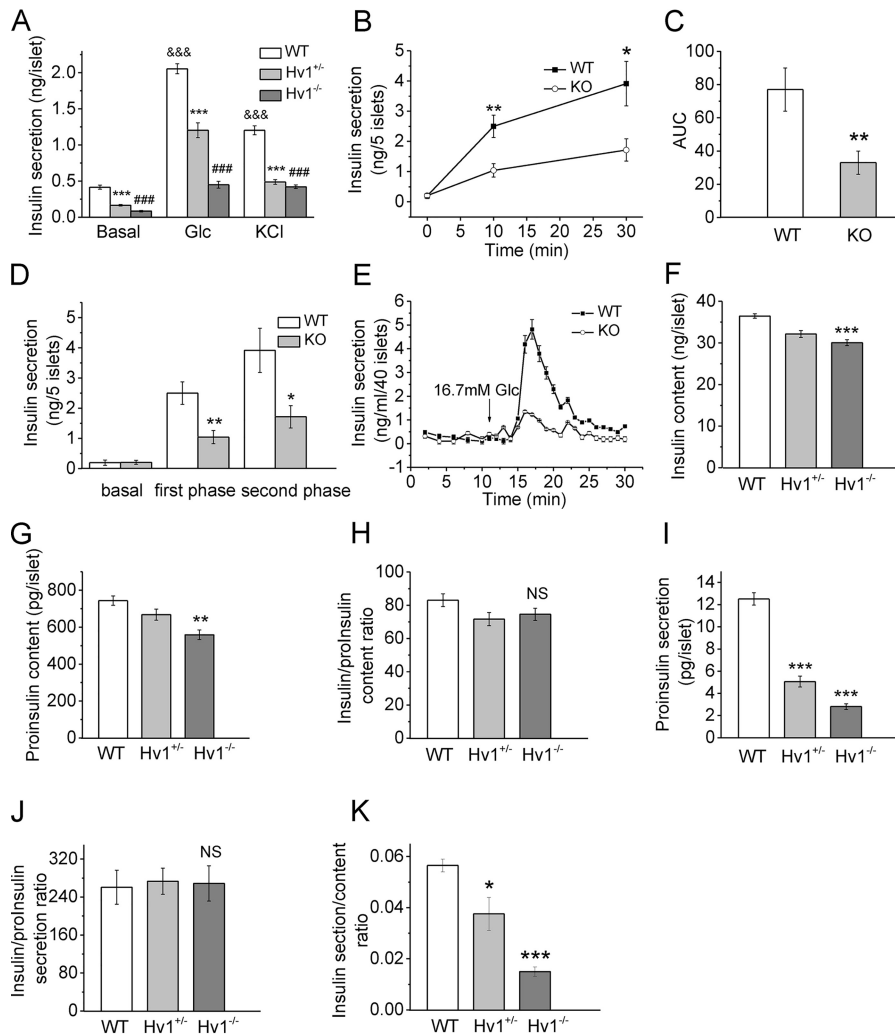 A
Insulin secretion (ng/islet)
2.0
1.5
1.0
0.5
0.0
&&&
***
###
&&&
***
###
***
###
WT
Hv1+/-
Hv1-/-
Basal Glc KCl
B
Insulin secretion
(ng/5 islets)
5
4
3
2
1
0
**
*
WT
KO
0 5 10 15 20 25 30
Time (min)
C
AUC
100
80
60
40
20
0
**
WT KO
D
Insulin secretion
(ng/5 islets)
5
4
3
2
1
0
**
*
WT
KO
basal first phase second phase
E
Insulin secretion
(ng/ml/40 islets)
6
5
4
3
2
1
0
-1
16.7mM Glc
WT
KO
0 5 10 15 20 25 30
Time (min)
F
Insulin content (ng/islet)
40
30
20
10
0
***
WT Hv1+/- Hv1-/-
G
Proinsulin content (pg/islet)
800
600
400
200
0
**
WT Hv1+/- Hv1-/-
H
Insulin/proInsulin
content ratio
100
80
60
40
20
0
NS
WT Hv1+/- Hv1-/-
I
Proinsulin secretion
(pg/islet)
14
12
10
8
6
4
2
0
***
***
WT Hv1+/- Hv1-/-
J
Insulin/proInsulin
secretion ratio
320
240
160
80
0
NS
WT Hv1+/- Hv1-/-
K
Insulin section/content
ratio
0.06
0.04
0.02
0.00
*
***
WT Hv1+/- Hv1-/-